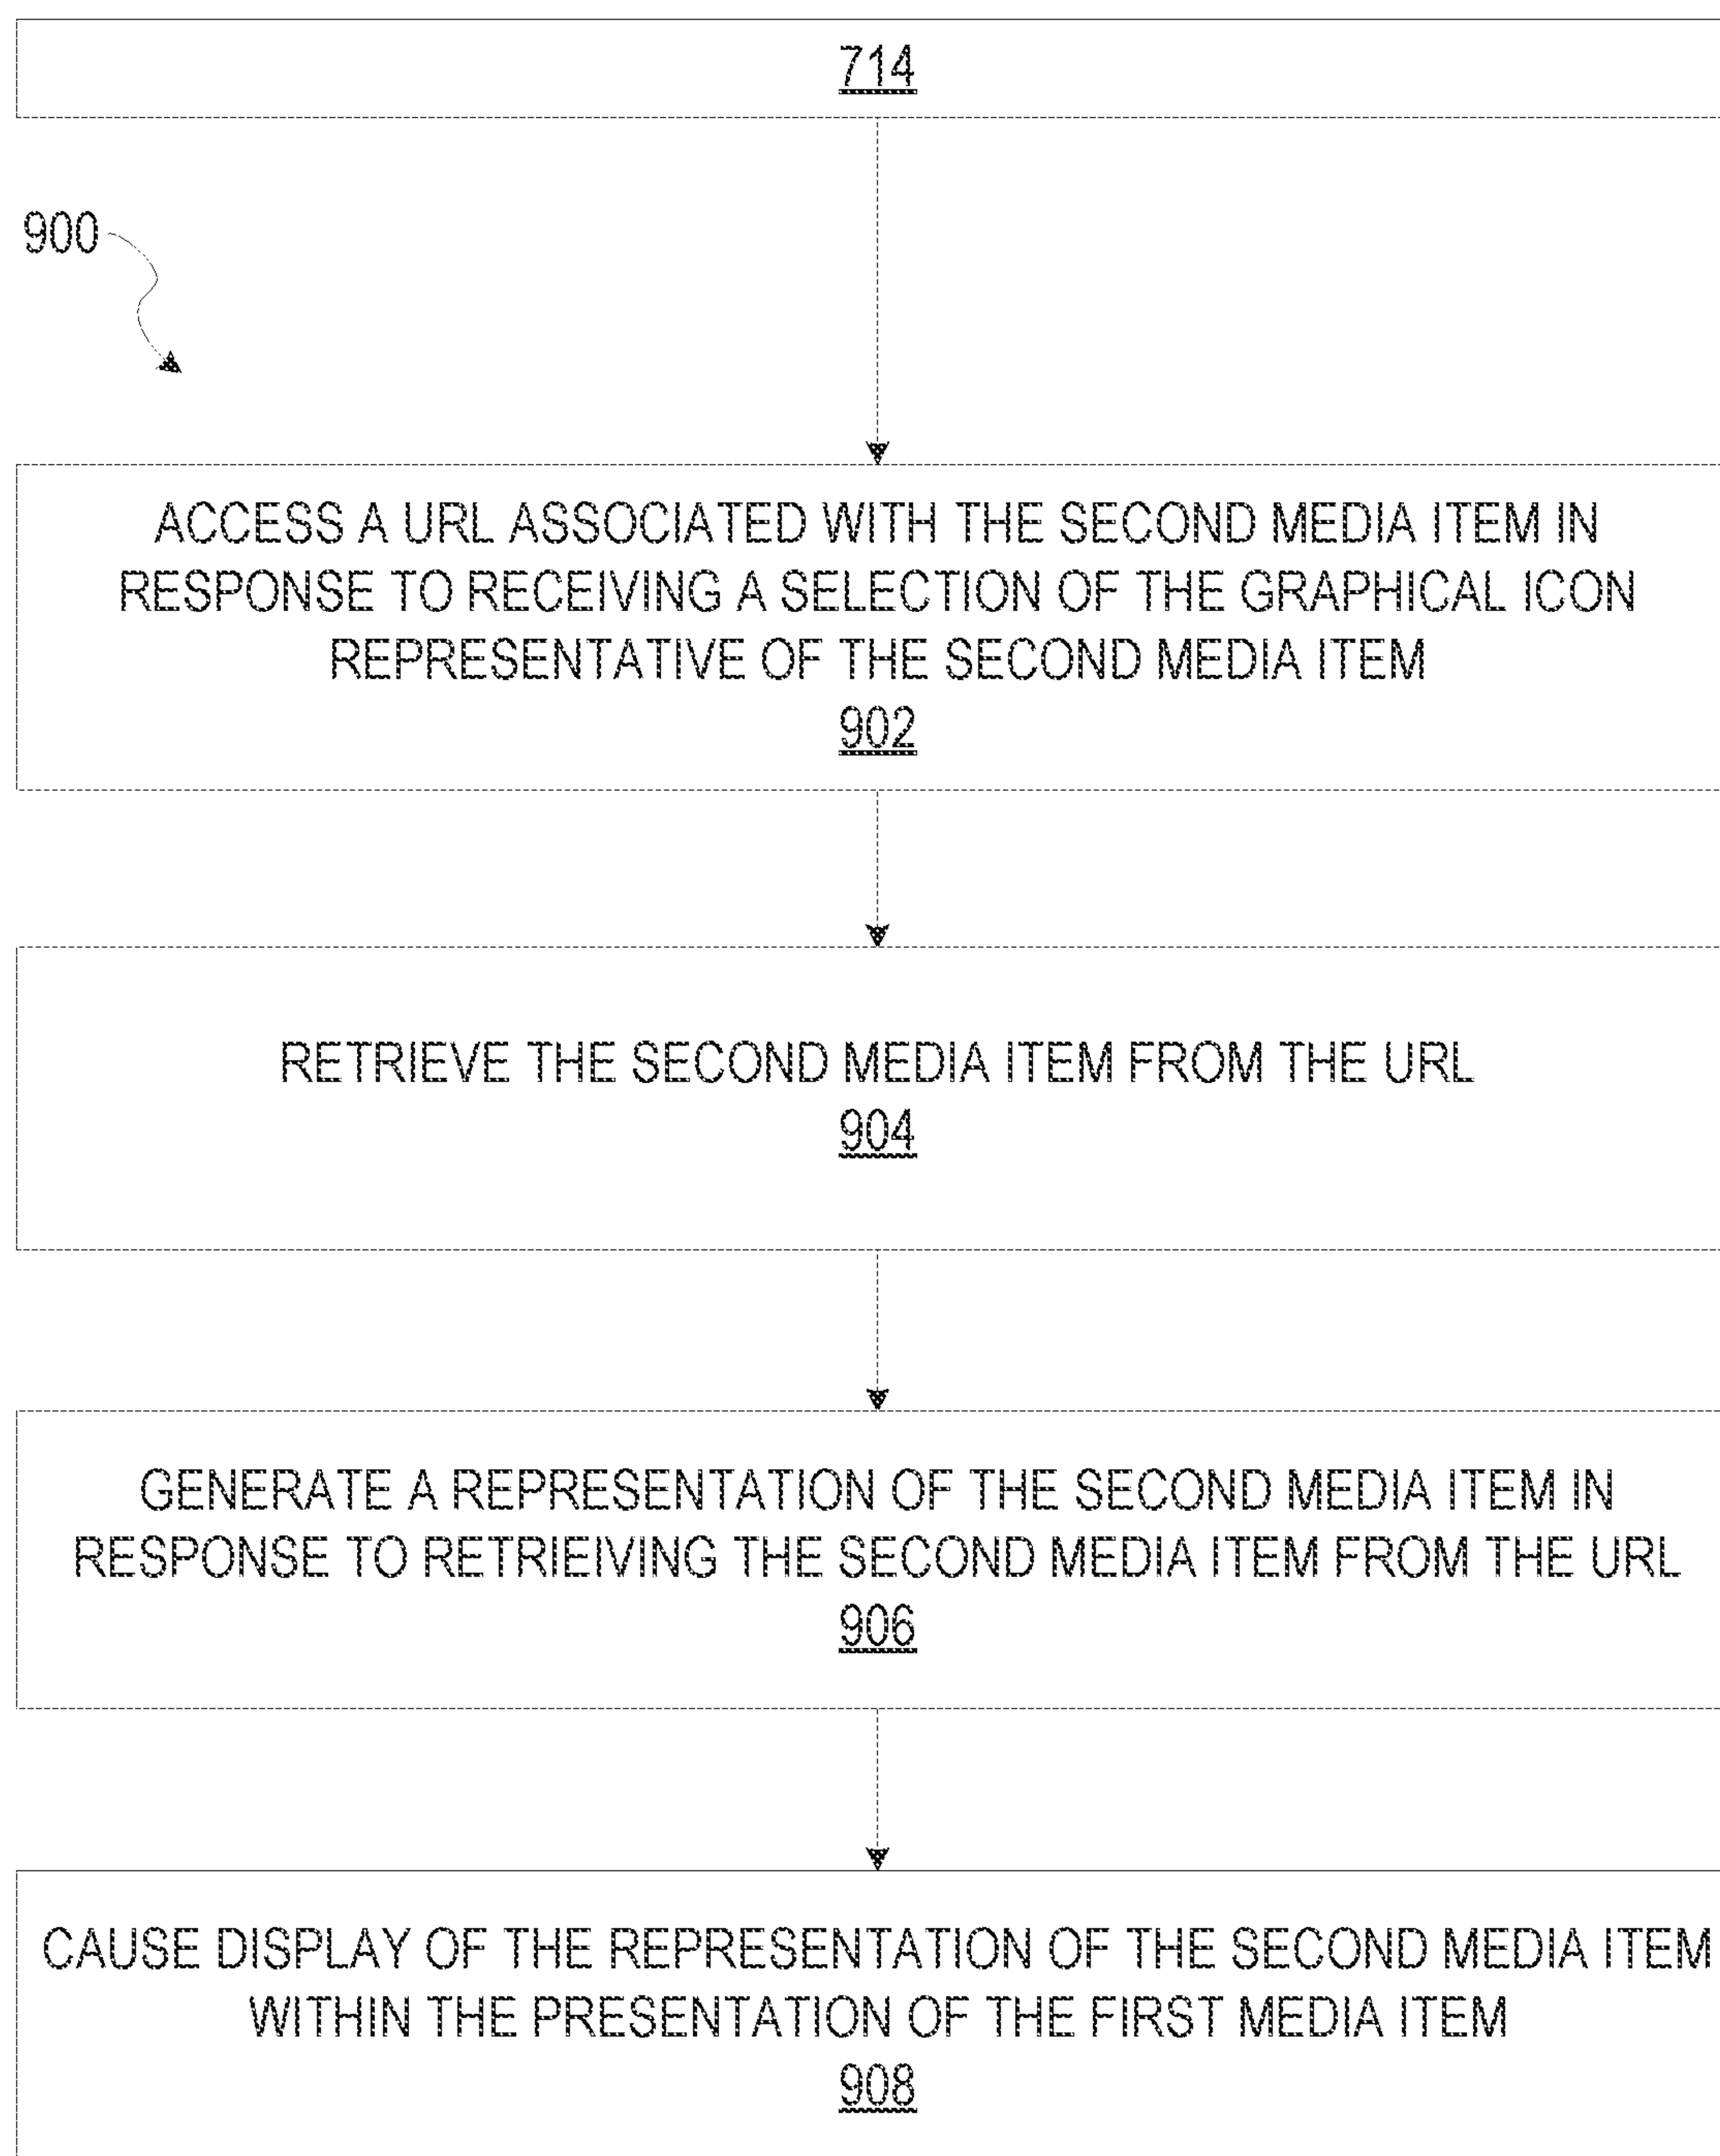 714
900
ACCESS A URL ASSOCIATED WITH THE SECOND MEDIA ITEM IN
RESPONSE TO RECEIVING A SELECTION OF THE GRAPHICAL ICON
REPRESENTATIVE OF THE SECOND MEDIA ITEM
902
RETRIEVE THE SECOND MEDIA ITEM FROM THE URL
904
GENERATE A REPRESENTATION OF THE SECOND MEDIA ITEM IN
RESPONSE TO RETRIEIVING THE SECOND MEDIA ITEM FROM THE URL
906
CAUSE DISPLAY OF THE REPRESENTATION OF THE SECOND MEDIA ITEM
WITHIN THE PRESENTATION OF THE FIRST MEDIA ITEM
908